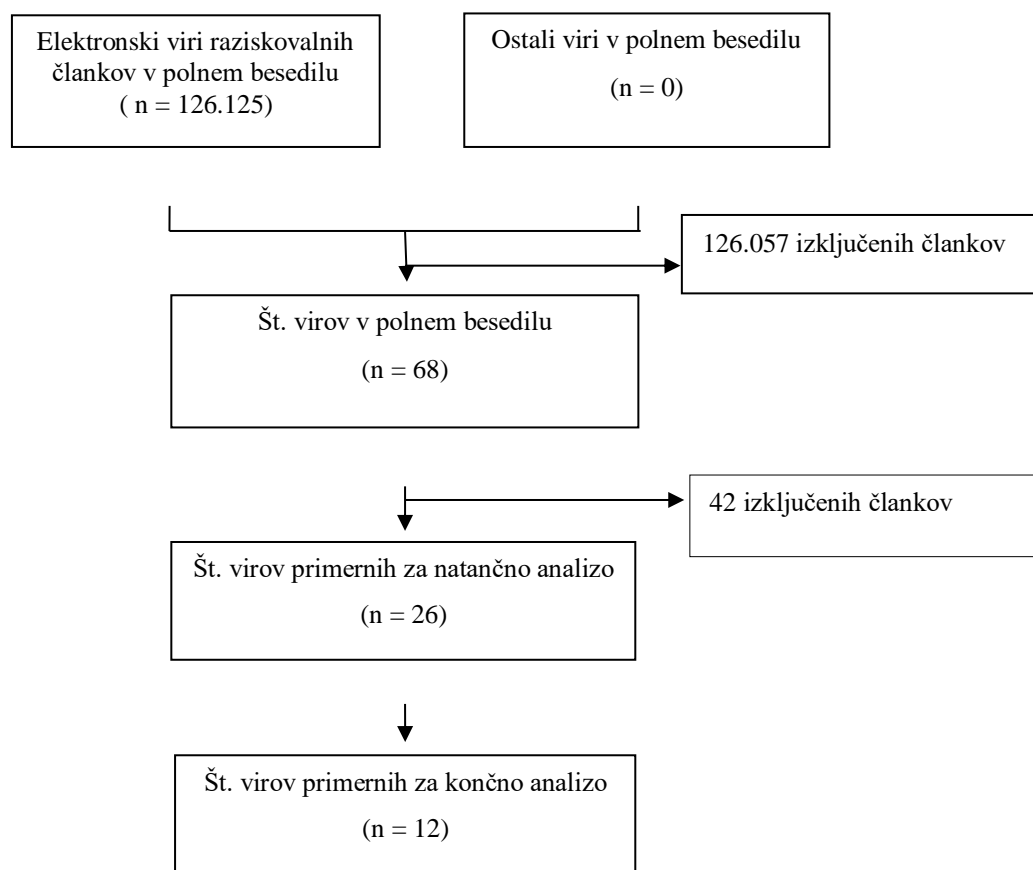 Elektronski viri raziskovalnih
člankov v polnem besedilu
( n = 126.125)
Ostali viri v polnem besedilu
(n = 0)
126.057 izključenih člankov
Št. virov v polnem besedilu
(n = 68)
42 izključenih člankov
Št. virov primernih za natančno analizo
(n = 26)
Št. virov primernih za končno analizo
(n = 12)